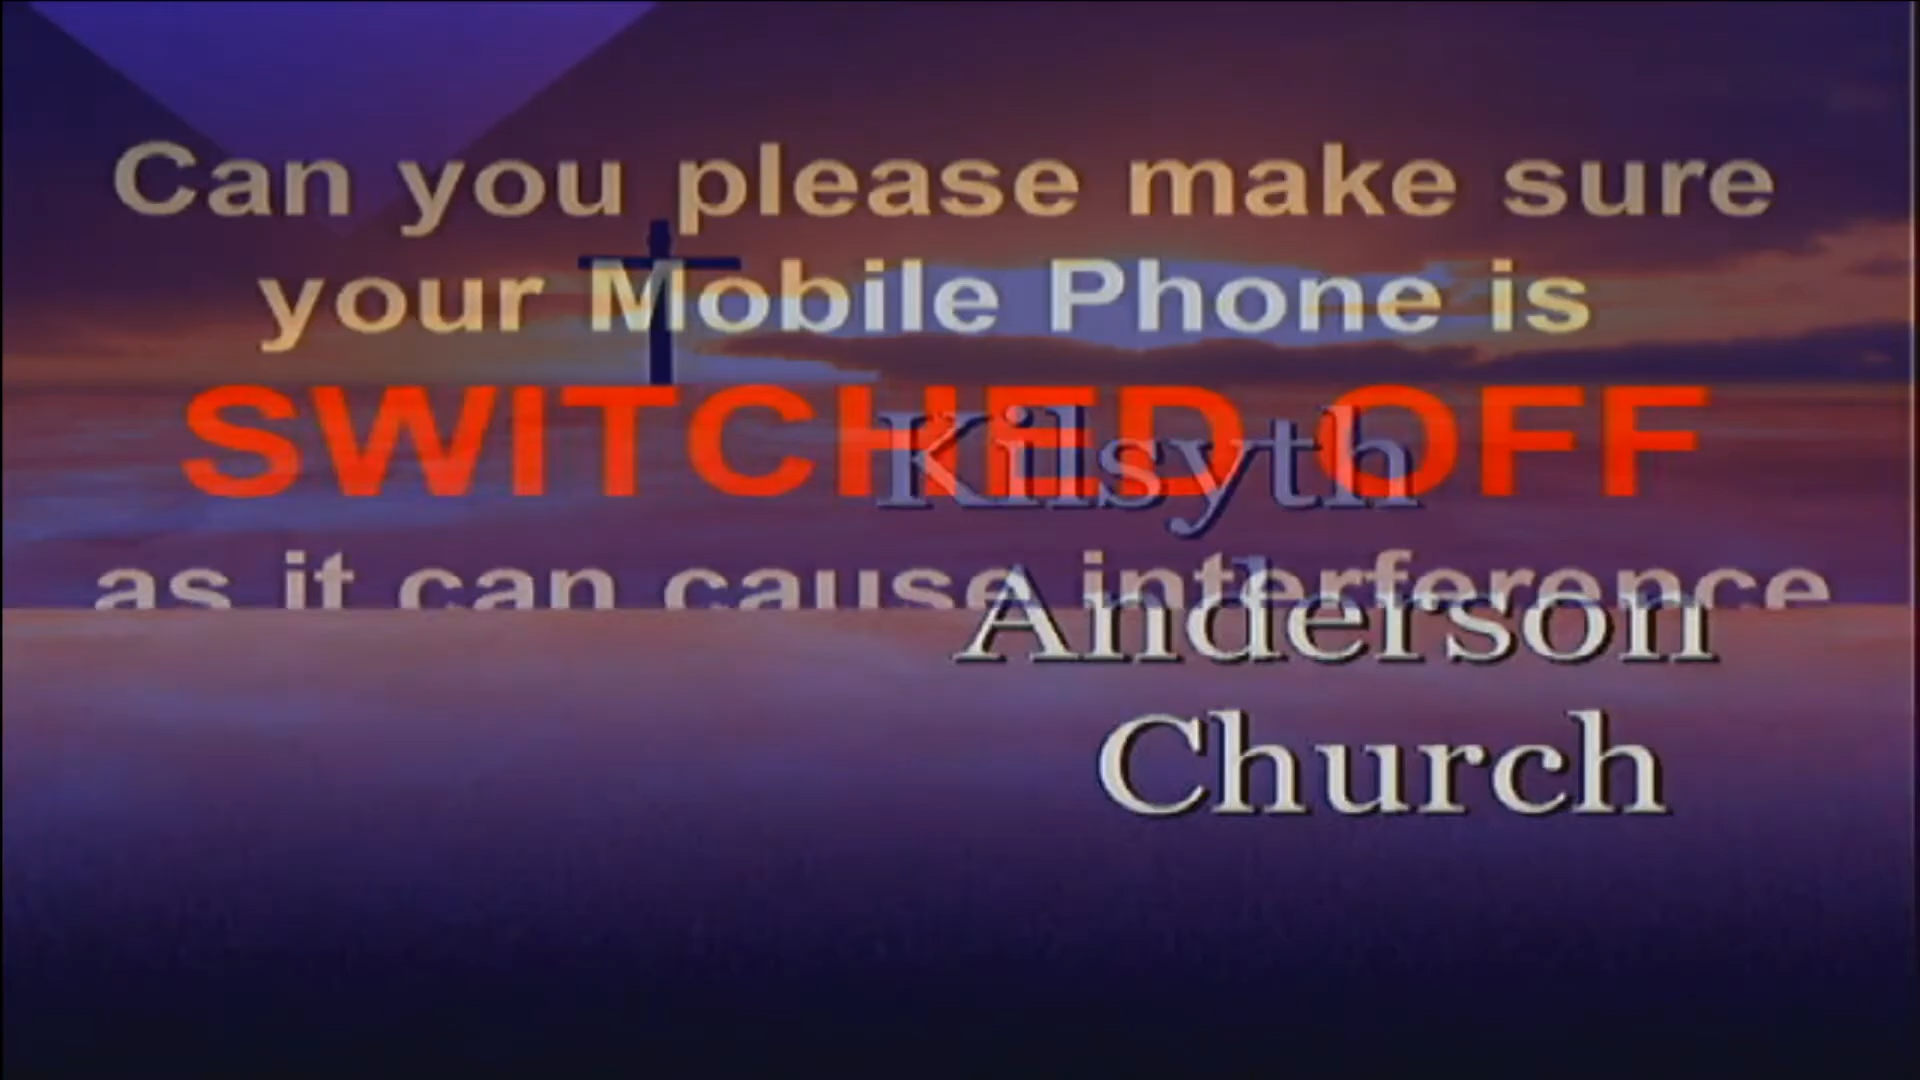 Can you please make sure
your Mobile Phone is
SWITCHED OFF
as it can cause interference
Kilsyth
Anderson
Church